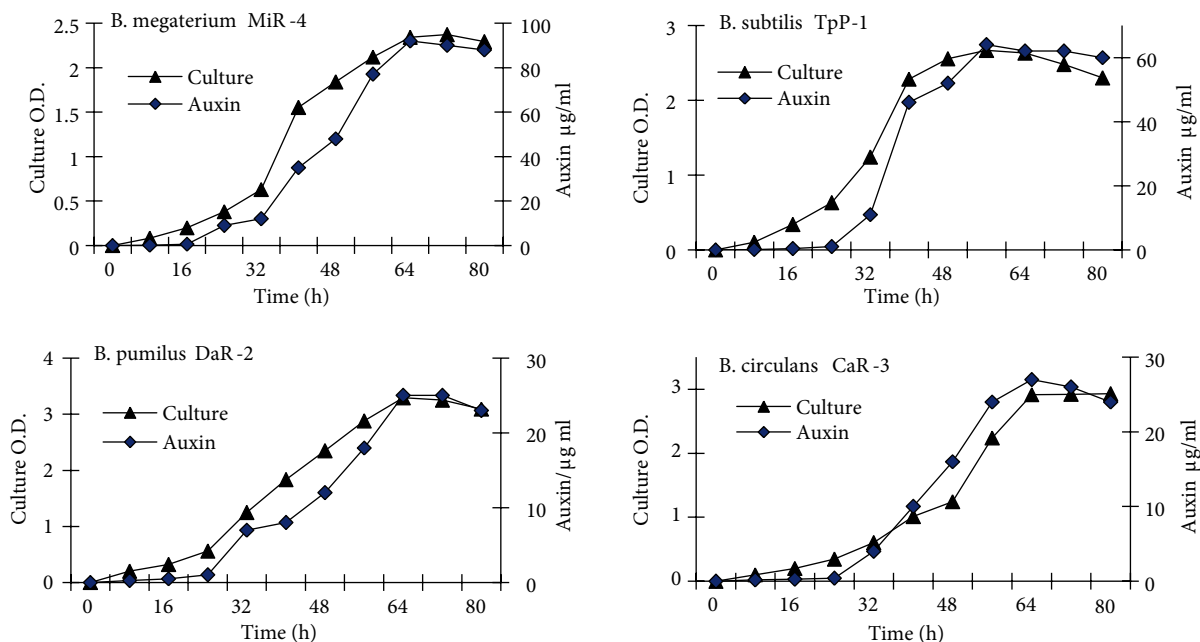 B. megaterium MiR-4
2.5
2
1.5
1
0.5
0
Culture O.D.
Culture
Auxin
100
80
60
40
20
0
Auxin µg/ml
0 16 32 48 64 80
Time (h)
B. subtilis TpP-1
3
2
1
0
Culture O.D.
Culture
Auxin
60
40
20
0
Auxin µg/ml
0 16 32 48 64 80
Time (h)
B. pumilus DaR-2
4
3
2
1
0
Culture O.D.
Culture
Auxin
30
20
10
0
Auxin/µg ml
0 16 32 48 64 80
Time (h)
B. circulans CaR-3
3
2
1
0
Culture O.D.
Culture
Auxin
30
20
10
0
Auxin µg/ml
0 16 32 48 64 80
Time (h)